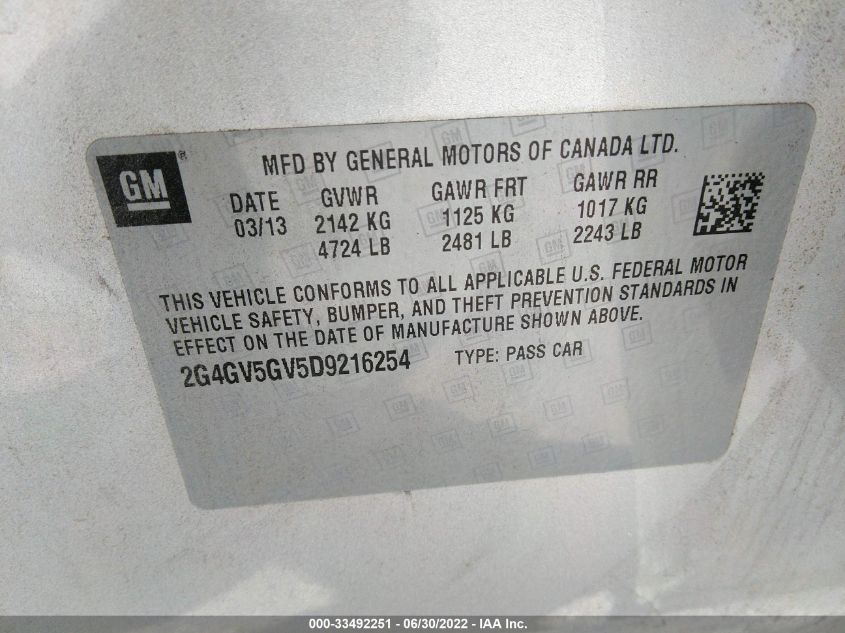 GM
®
MFD BY GENERAL MOTORS OF CANADA LTD.
DATE GVWR GAWR FRT GAWR RR
03/13 2142 KG 1125 KG 1017 KG
4724 LB 2481 LB 2243 LB
THIS VEHICLE CONFORMS TO ALL APPLICABLE U.S. FEDERAL MOTOR
VEHICLE SAFETY, BUMPER, AND THEFT PREVENTION STANDARDS IN
EFFECT ON THE DATE OF MANUFACTURE SHOWN ABOVE.
2G4GV5GV5D9216254 TYPE: PASS CAR
000-33492251 - 06/30/2022 - IAA Inc.